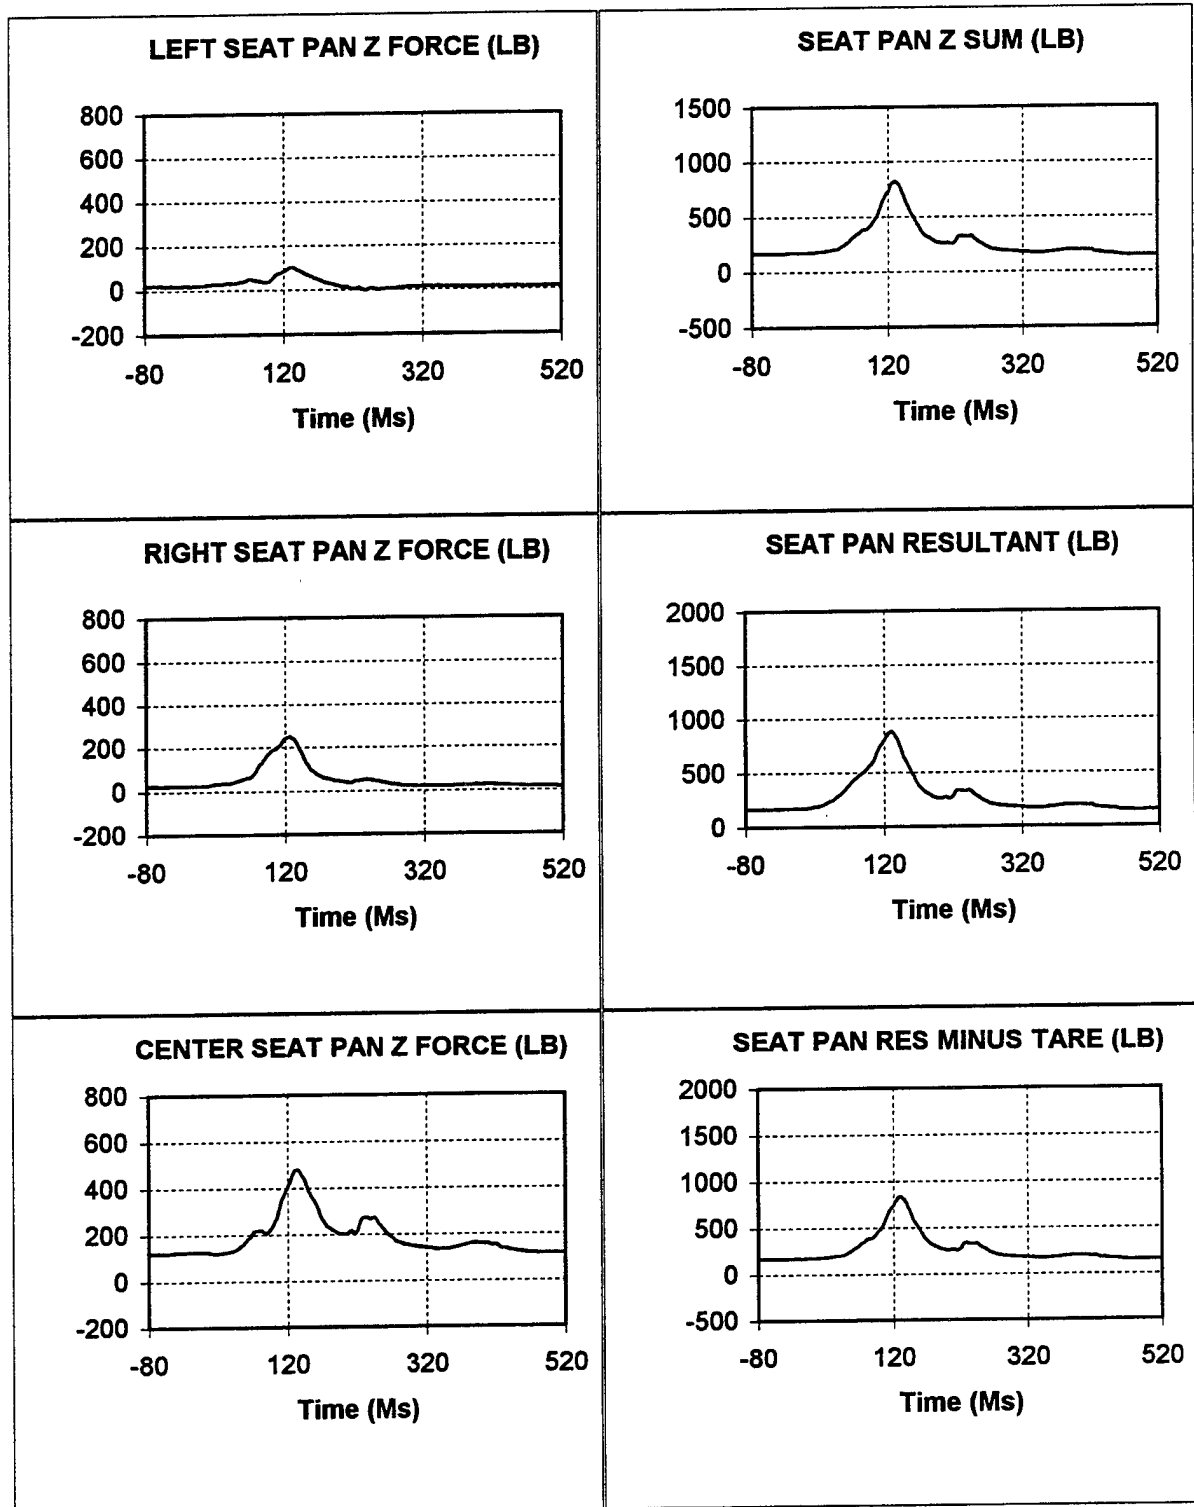 LEFT SEAT PAN Z FORCE (LB)
800
600
400
200
0
-200
-80 120 320 520
Time (Ms)
SEAT PAN Z SUM (LB)
1500
1000
500
0
-500
-80 120 320 520
Time (Ms)
RIGHT SEAT PAN Z FORCE (LB)
800
600
400
200
0
-200
-80 120 320 520
Time (Ms)
SEAT PAN RESULTANT (LB)
2000
1500
1000
500
0
-80 120 320 520
Time (Ms)
CENTER SEAT PAN Z FORCE (LB)
800
600
400
200
0
-200
-80 120 320 520
Time (Ms)
SEAT PAN RES MINUS TARE (LB)
2000
1500
1000
500
0
-500
-80 120 320 520
Time (Ms)